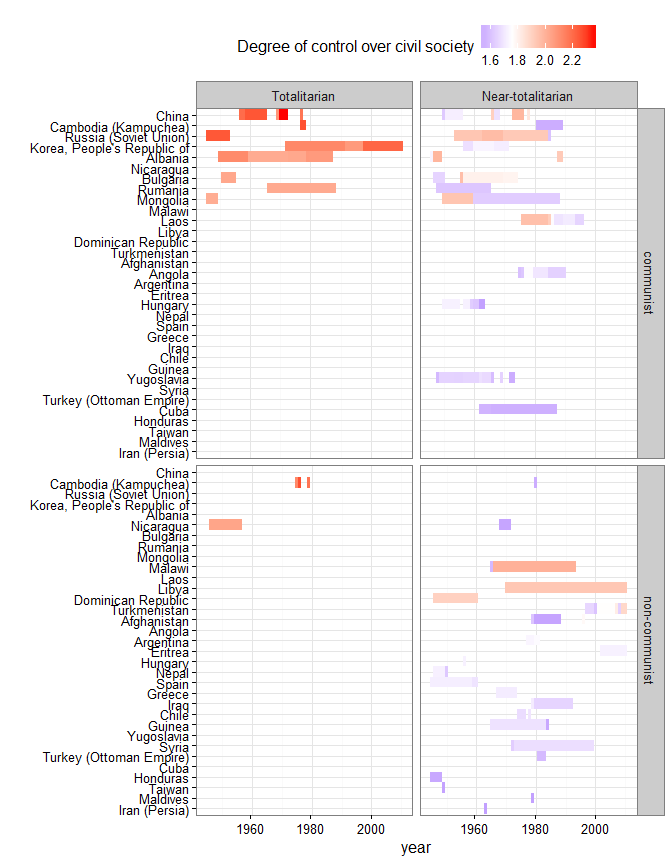 Degree of control over civil society
1.6 1.8 2.0 2.2
Totalitarian Near-totalitarian
China
Cambodia (Kampuchea)
Russia (Soviet Union)
Korea, People's Republic of
Albania
Nicaragua
Bulgaria
Rumania
Mongolia
Malawi
Laos
Libya
Dominican Republic
Turkmenistan
Afghanistan
Angola
Argentina
Eritrea
Hungary
Nepal
Spain
Greece
Iraq
Chile
Guinea
Yugoslavia
Syria
Turkey (Ottoman Empire)
Cuba
Honduras
Taiwan
Maldives
Iran (Persia)
communist
China
Cambodia (Kampuchea)
Russia (Soviet Union)
Korea, People's Republic of
Albania
Nicaragua
Bulgaria
Rumania
Mongolia
Malawi
Laos
Libya
Dominican Republic
Turkmenistan
Afghanistan
Angola
Argentina
Eritrea
Hungary
Nepal
Spain
Greece
Iraq
Chile
Guinea
Yugoslavia
Syria
Turkey (Ottoman Empire)
Cuba
Honduras
Taiwan
Maldives
Iran (Persia)
non-communist
1960 1980 2000 1960 1980 2000
year